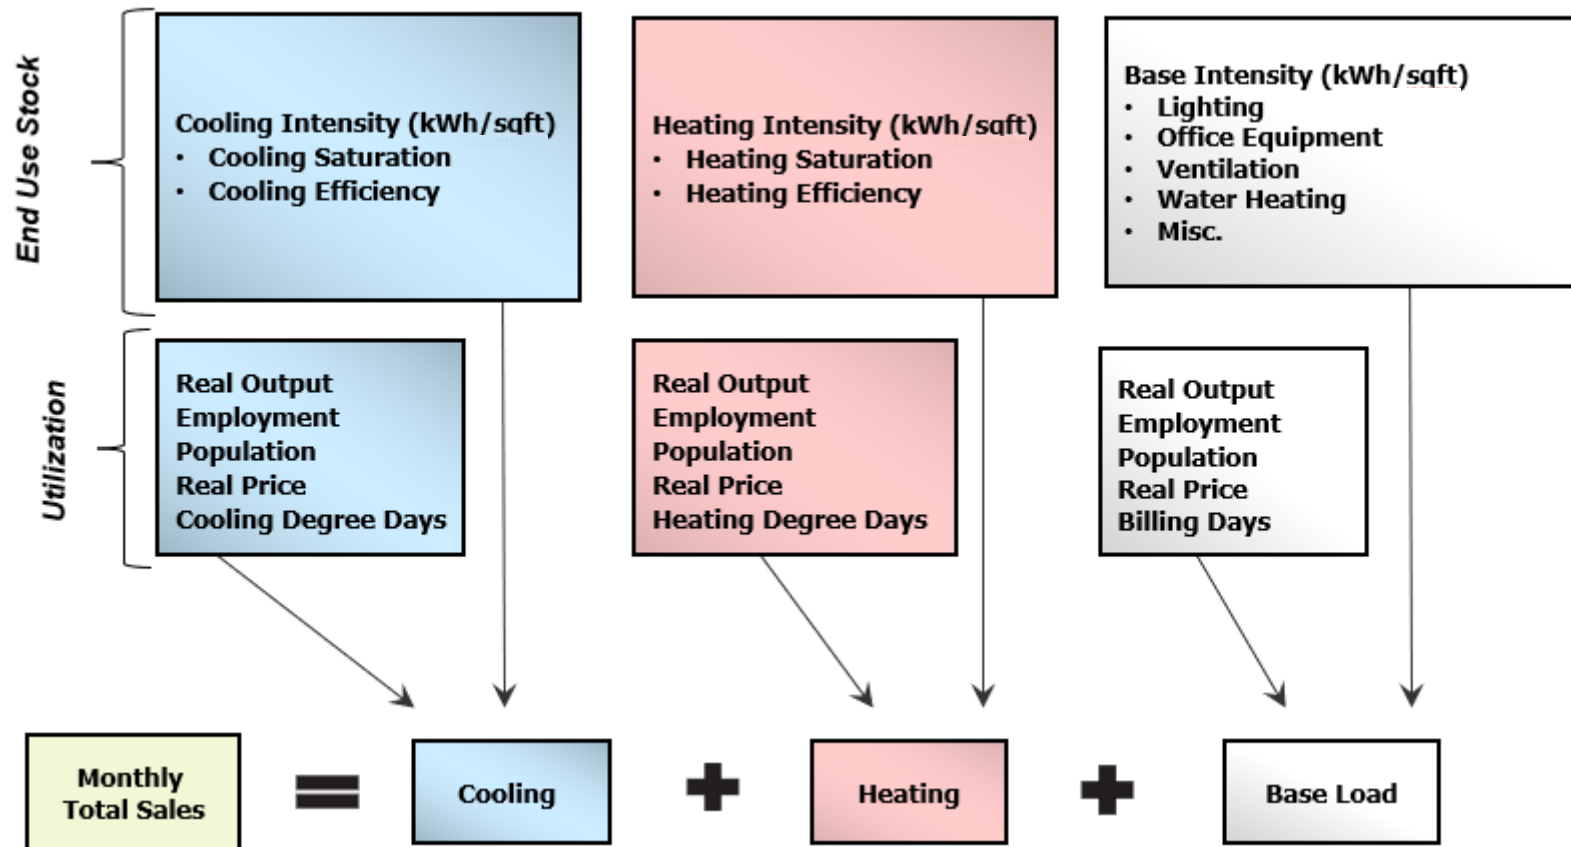 End Use Stock
Cooling Intensity (kWh/sqft)
• Cooling Saturation
• Cooling Efficiency
Heating Intensity (kWh/sqft)
• Heating Saturation
• Heating Efficiency
Base Intensity (kWh/sqft)
• Lighting
• Office Equipment
• Ventilation
• Water Heating
• Misc.
Utilization
Real Output
Employment
Population
Real Price
Cooling Degree Days
Real Output
Employment
Population
Real Price
Heating Degree Days
Real Output
Employment
Population
Real Price
Billing Days
Monthly
Total Sales
=
Cooling
+
Heating
+
Base Load